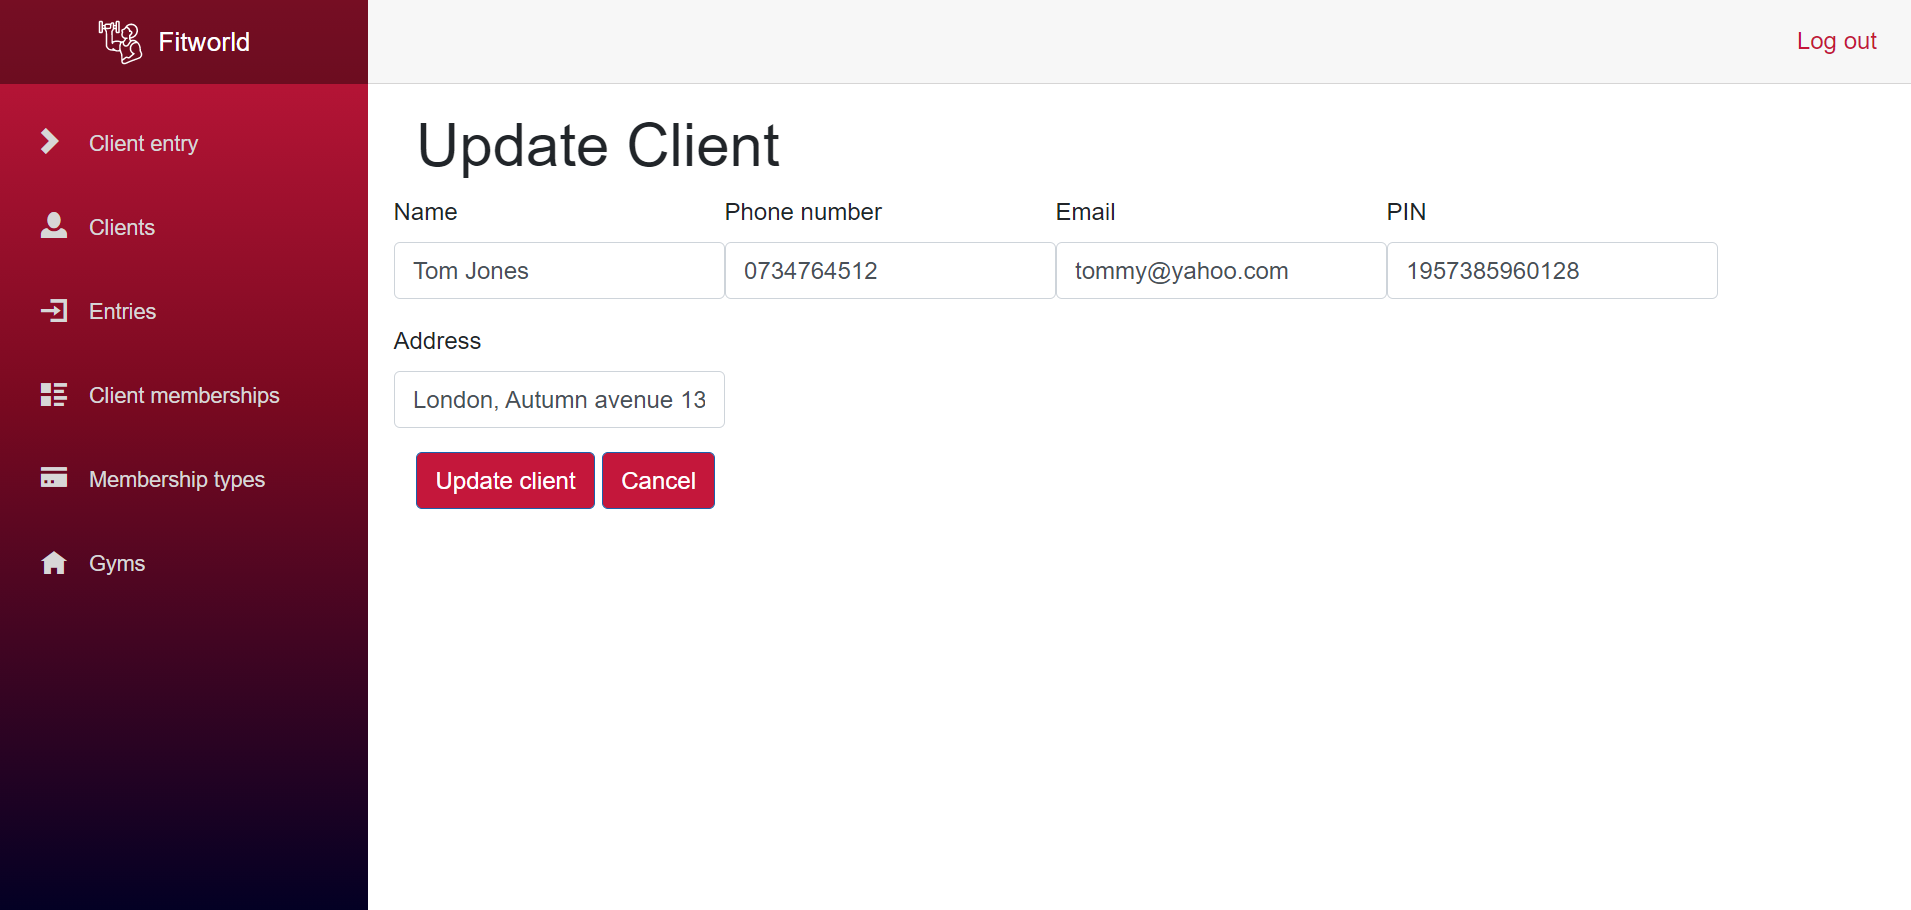 Fitworld
Log out
Client entry
Clients
Entries
Client memberships
Membership types
Gyms
Update Client
Name Phone number Email PIN
Tom Jones 0734764512 tommy@yahoo.com 1957385960128
Address
London, Autumn avenue 13
Update client Cancel